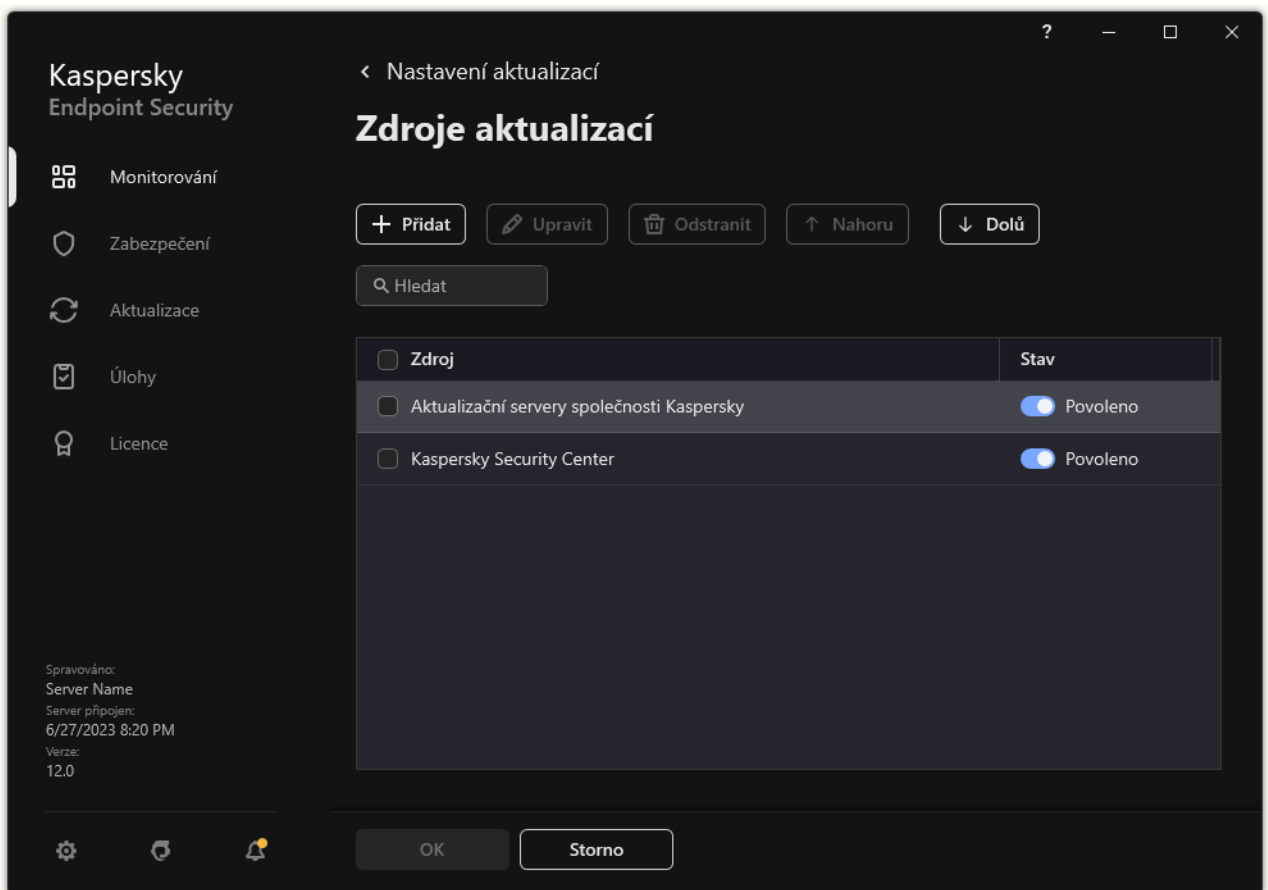 ?
Kaspersky
Endpoint Security
Monitorování
Zabezpečení
Aktualizace
Úlohy
Licence
Spravováno:
Server Name
Server připojen:
6/27/2023 8:20 PM
Verze:
12.0
Nastavení aktualizací
Zdroje aktualizací
Přidat Upravit Odstranit Nahoru Dolů
Hledat
Zdroj Stav
Aktualizační servery společnosti Kaspersky Povoleno
Kaspersky Security Center Povoleno
OK Storno